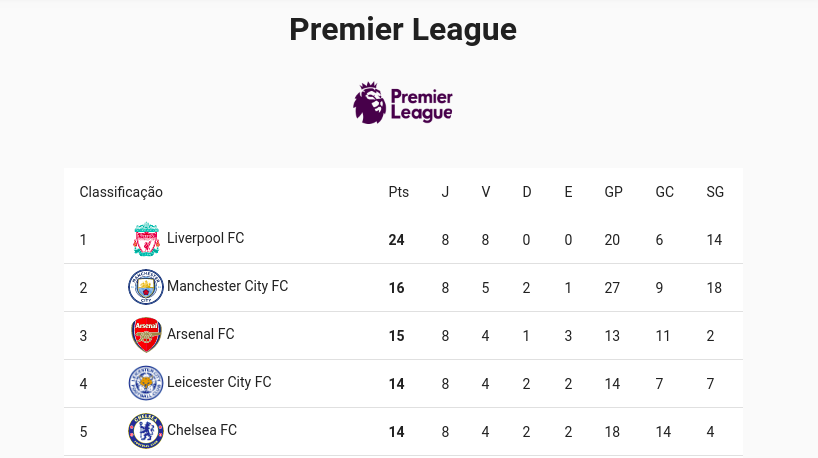 Premier League
Premier
League
Classificação Pts J V D E GP GC SG
1 Liverpool FC 24 8 8 0 0 20 6 14
2 Manchester City FC 16 8 5 2 1 27 9 18
3 Arsenal FC 15 8 4 1 3 13 11 2
4 Leicester City FC 14 8 4 2 2 14 7 7
5 Chelsea FC 14 8 4 2 2 18 14 4